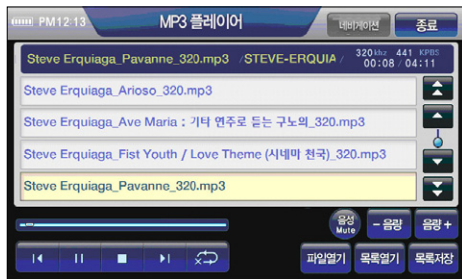 PM12:13 MP3 플레이어 네비게이션 종료
Steve Erquiaga_Pavanne_320.mp3 /STEVE-ERQUIA / 320khz 441 KPBS
00:08 / 04:11
Steve Erquiaga_Arioso_320.mp3
Steve Erquiaga_Ave Maria : 기타 연주로 듣는 구노의_320.mp3
Steve Erquiaga_Fist Youth / Love Theme (시네마 천국)_320.mp3
Steve Erquiaga_Pavanne_320.mp3
음성 Mute - 음량 음량 +
파일열기 목록열기 목록저장